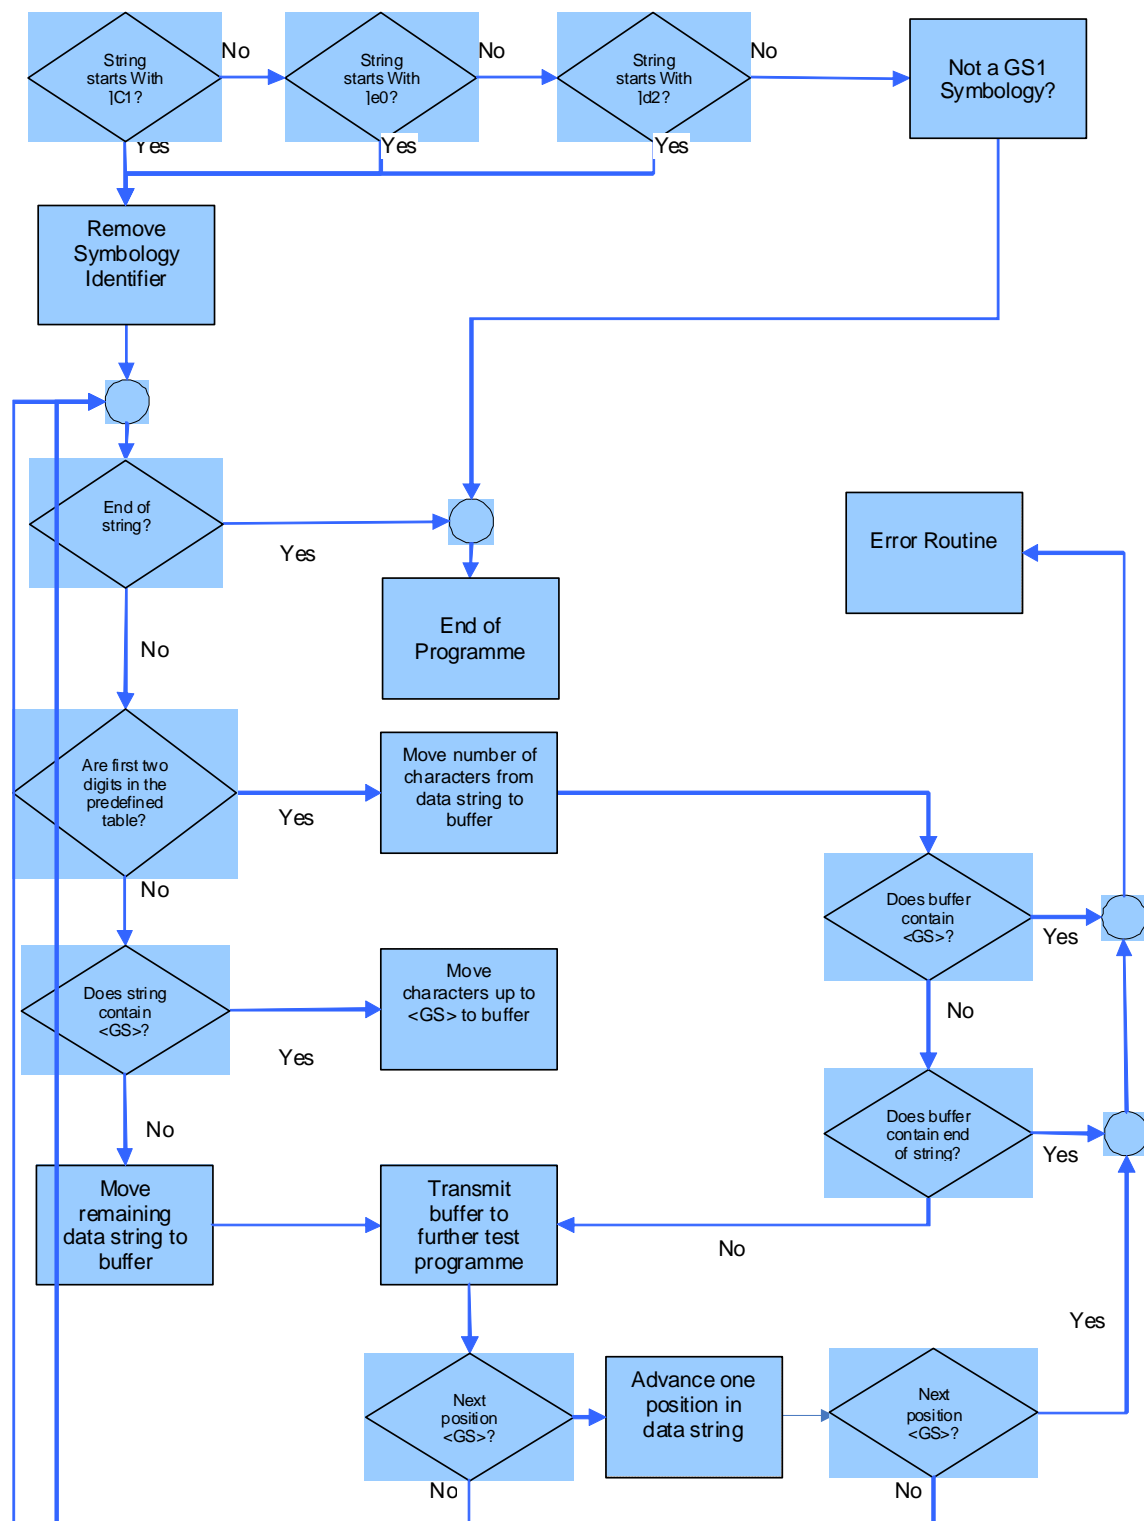 String
starts With
]C1?
No
String
starts With
]e0?
No
String
starts With
]d2?
No
Not a GS1
Symbology?
Yes
Yes
Yes
Remove
Symbology
Identifier
End of
string?
Yes
No
End of
Programme
Error Routine
Are first two
digits in the
predefined
table?
Yes
No
Move number of
characters from
data string to
buffer
Does buffer
contain
<GS>?
Yes
No
Does string
contain
<GS>?
Yes
No
Move
characters up to
<GS> to buffer
Does buffer
contain end
of string?
Yes
No
Move
remaining
data string to
buffer
Transmit
buffer to
further test
programme
Next
position
<GS>?
No
Advance one
position in
data string
Next
position
<GS>?
Yes
No